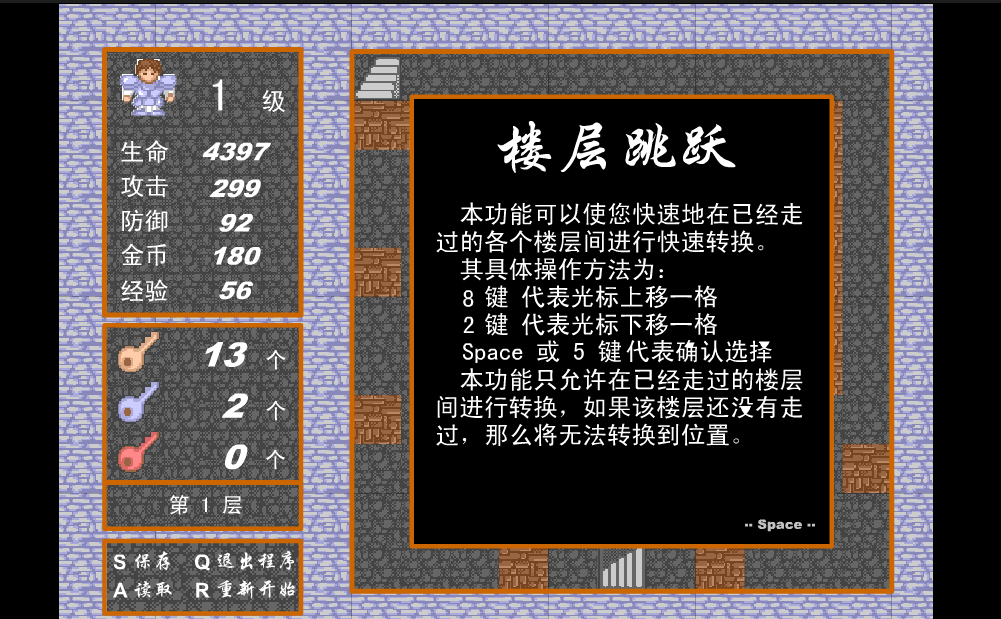 1 级
生命 4397
攻击 299
防御 92
金币 180
经验 56
13 个
2 个
0 个
第 1 层
S 保存 Q 退出程序
A 读取 R 重新开始
楼层跳跃
本功能可以使您快速地在已经走
过的各个楼层间进行快速转换。
其具体操作方法为：
8 键 代表光标上移一格
2 键 代表光标下移一格
Space 或 5 键代表确认选择
本功能只允许在已经走过的楼层
间进行转换，如果该楼层还没有走
过，那么将无法转换到位置。
-- Space --